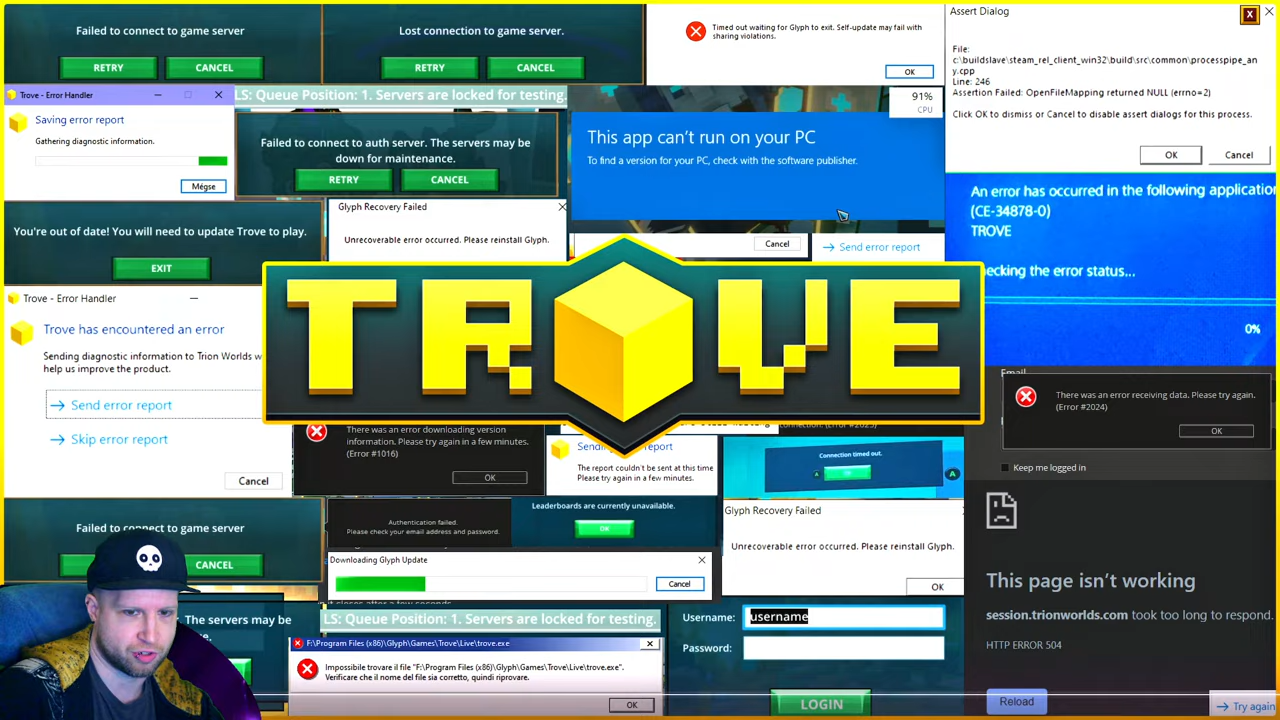 Failed to connect to game server
RETRY
CANCEL
Lost connection to game server.
RETRY
CANCEL
Timed out waiting for Glyph to exit. Self-update may fail with
sharing violations.
OK
Assert Dialog
X
File:
c:\buildslave\steam_rel_client_win32\build\src\common\processpipe_an
y.cpp
Line: 246
Assertion Failed: OpenFileMapping returned NULL (errno=2)
Click OK to dismiss or Cancel to disable assert dialogs for this process.
OK
Cancel
Trove - Error Handler
Saving error report
Gathering diagnostic information.
Mégse
LS: Queue Position: 1. Servers are locked for testing.
Failed to connect to auth server. The servers may be
down for maintenance.
RETRY
CANCEL
91%
CPU
This app can't run on your PC
To find a version for your PC, check with the software publisher.
An error has occurred in the following application
(CE-34878-0)
TROVE
hecking the error status...
0%
You're out of date! You will need to update Trove to play.
EXIT
Glyph Recovery Failed
Unrecoverable error occurred. Please reinstall Glyph.
Cancel
Send error report
TROVE
Trove - Error Handler
Trove has encountered an error
Sending diagnostic information to Trion Worlds w
help us improve the product.
Send error report
Skip error report
Cancel
Email
There was an error receiving data. Please try again.
(Error #2024)
OK
Keep me logged in
There was an error downloading version
information. Please try again in a few minutes.
(Error #1016)
OK
The report couldn't be sent at this time
Please try again in a few minutes.
Connection timed out.
A
A
Authentication failed.
Please check your email address and password.
Leaderboards are currently unavailable.
OK
Glyph Recovery Failed
Unrecoverable error occurred. Please reinstall Glyph.
OK
Failed to connect to game server
CANCEL
Downloading Glyph Update
Cancel
This page isn't working
session.trionworlds.com took too long to respond.
HTTP ERROR 504
Reload
Try again
The servers may be
LS: Queue Position: 1. Servers are locked for testing.
F:\Program Files (x86)\Glyph\Games\Trove\Live\trove.exe
Impossibile trovare il file "F:\Program Files (x86)\Glyph\Games\Trove\Live\trove.exe".
Verificare che il nome del file sia corretto, quindi riprovare.
OK
Username:
username
Password:
LOGIN